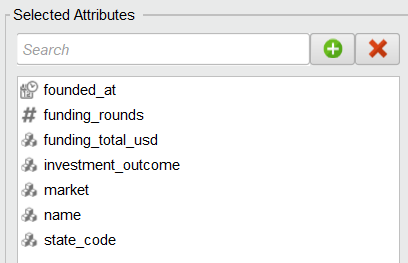 Selected Attributes
Search
founded_at
funding_rounds
funding_total_usd
investment_outcome
market
name
state_code